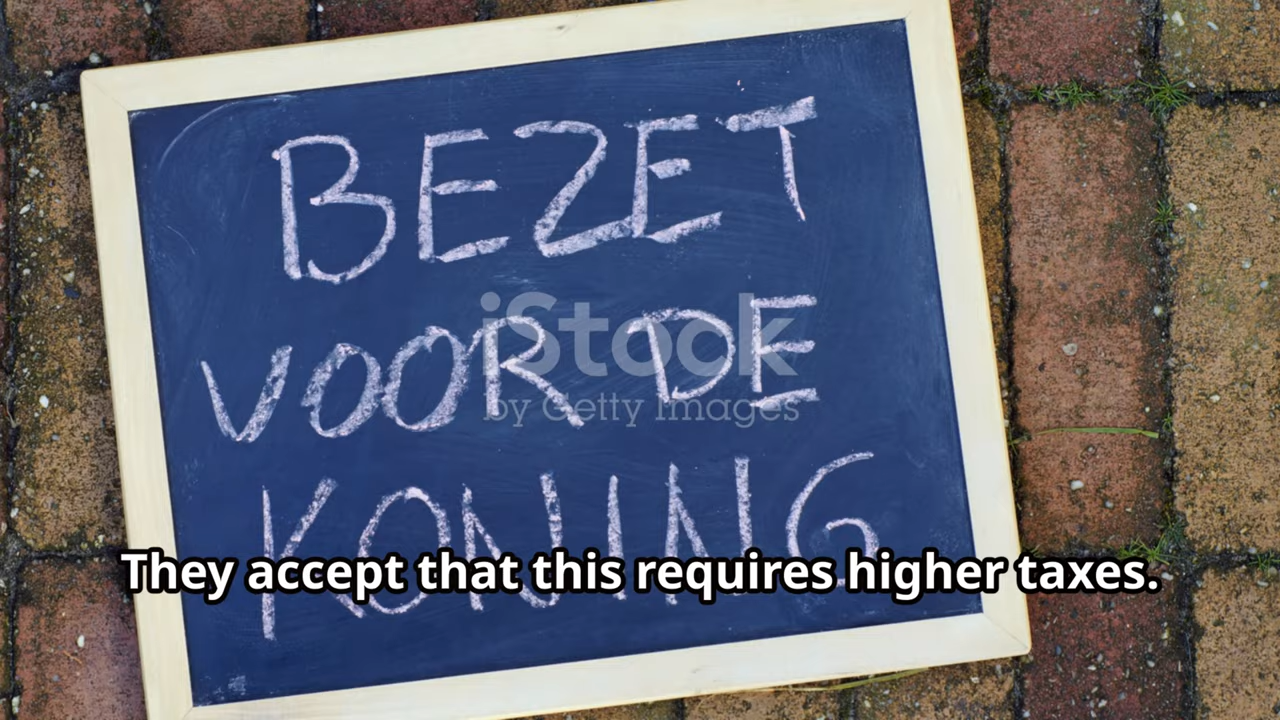 BEZET
VOOR DE
iStock
by Getty Images
KONING
They accept that this requires higher taxes.